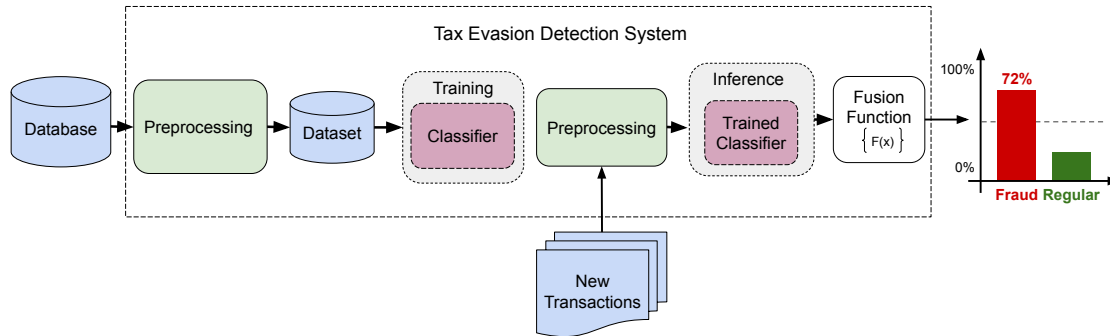 Tax Evasion Detection System
Database
Preprocessing
Dataset
Training
Classifier
Preprocessing
Inference
Trained
Classifier
Fusion
Function
{ F(x) }
New
Transactions
100%
72%
0%
Fraud Regular